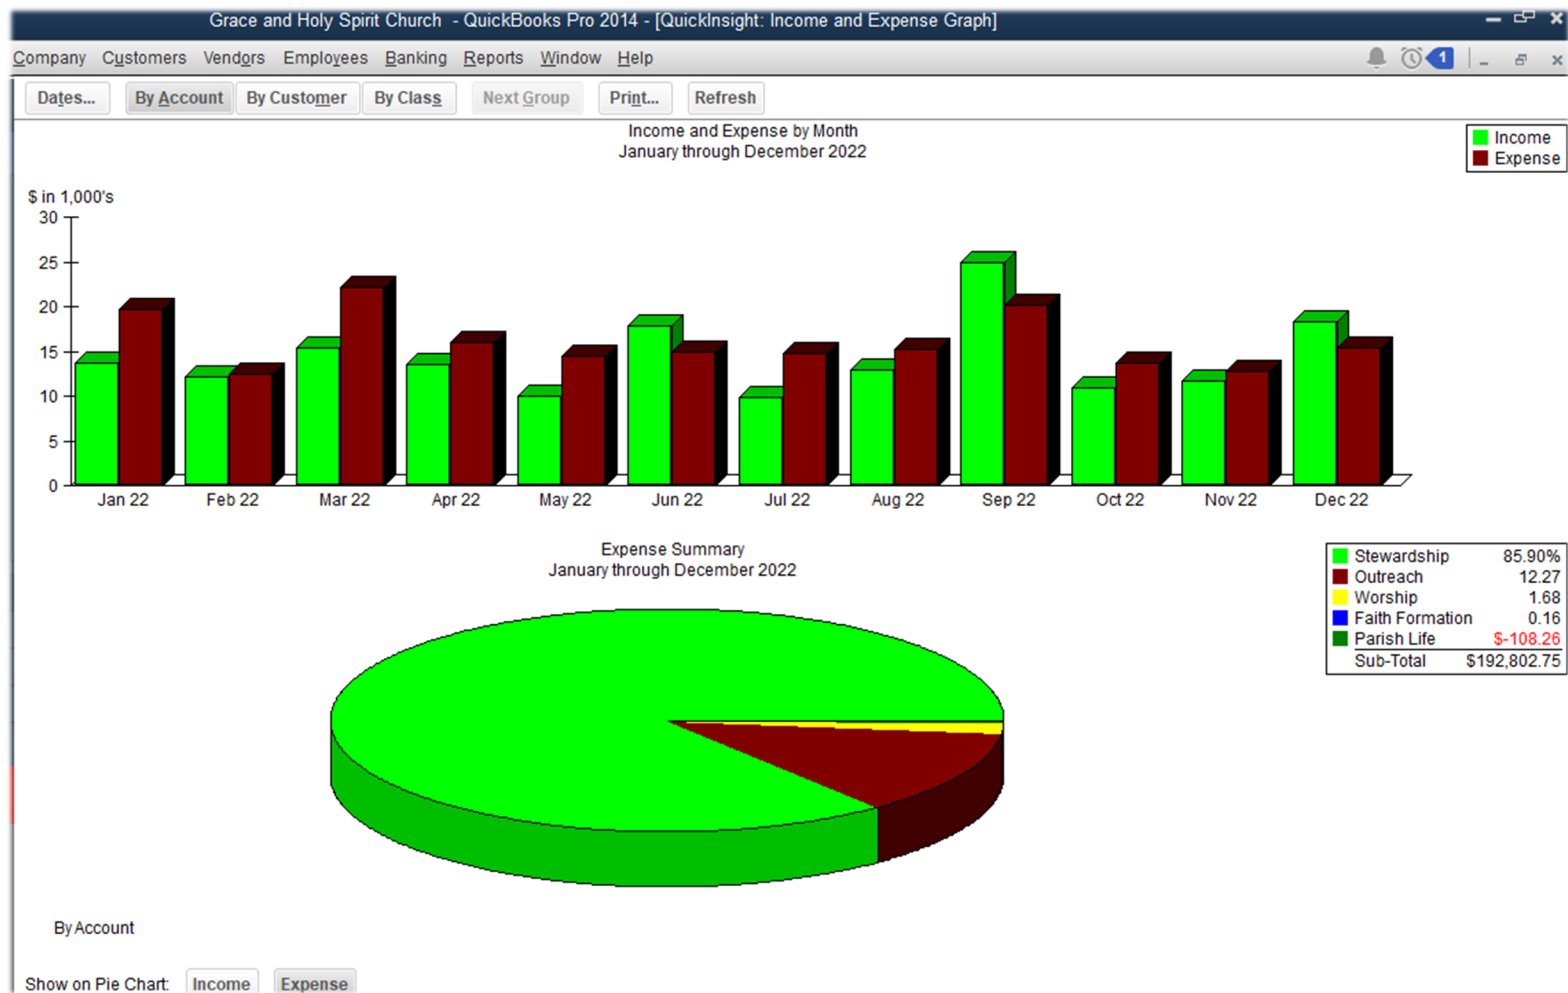 Grace and Holy Spirit Church - QuickBooks Pro 2014 - [QuickInsight: Income and Expense Graph]
Company Customers Vendors Employees Banking Reports Window Help 1
Dates... By Account By Customer By Class Next Group Print... Refresh
Income and Expense by Month
January through December 2022
Income
Expense
$ in 1,000's
30
25
20
15
10
5
0
Jan 22 Feb 22 Mar 22 Apr 22 May 22 Jun 22 Jul 22 Aug 22 Sep 22 Oct 22 Nov 22 Dec 22
Expense Summary
January through December 2022
Stewardship 85.90%
Outreach 12.27
Worship 1.68
Faith Formation 0.16
Parish Life $-108.26
Sub-Total $192,802.75
By Account
Show on Pie Chart: Income Expense